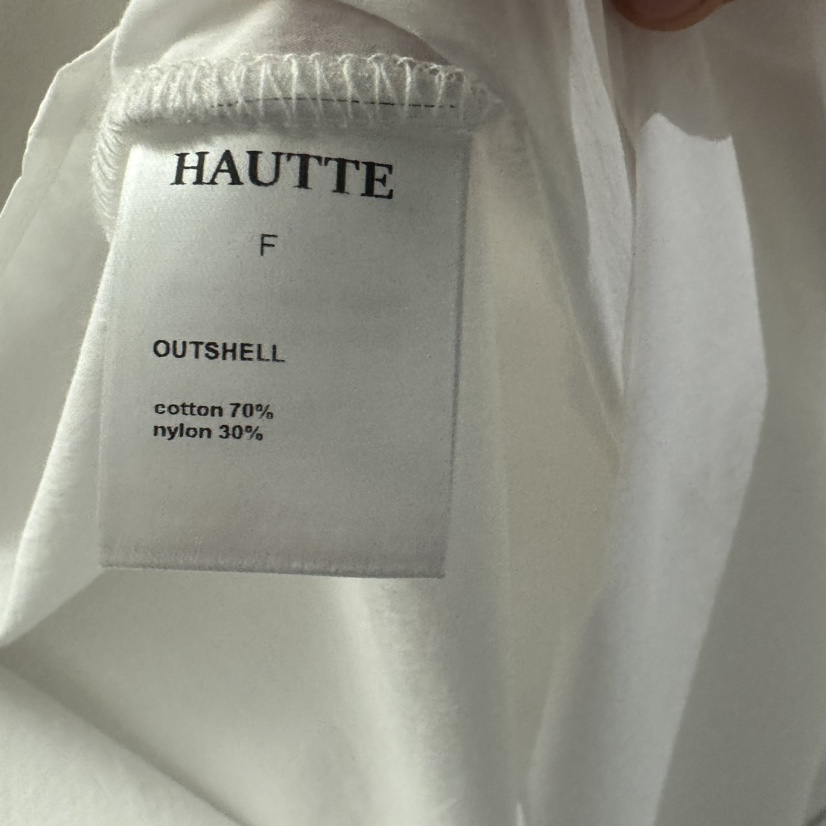 HAUTTE
F
OUTSHELL
cotton 70%
nylon 30%